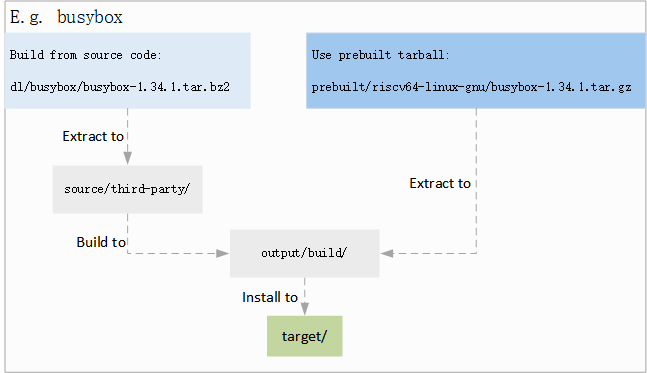 E.g. busybox
Build from source code:
dl/busybox/busybox-1.34.1.tar.bz2
Use prebuilt tarball:
prebuilt/riscv64-linux-gnu/busybox-1.34.1.tar.gz
Extract to
source/third-party/
Extract to
Build to
output/build/
Install to
target/